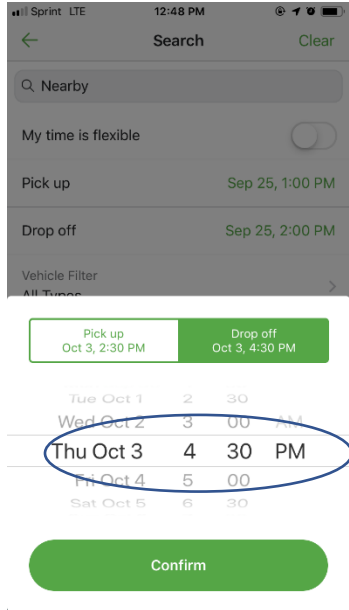 Sprint LTE 12:48 PM
Search Clear
Nearby
My time is flexible
Pick up Sep 25, 1:00 PM
Drop off Sep 25, 2:00 PM
Vehicle Filter
All Types
Pick up Drop off
Oct 3, 2:30 PM Oct 3, 4:30 PM
Tue Oct 1 2 30
Wed Oct 2 3 00 AM
Thu Oct 3 4 30 PM
Fri Oct 4 5 00
Sat Oct 5 6 30
Confirm